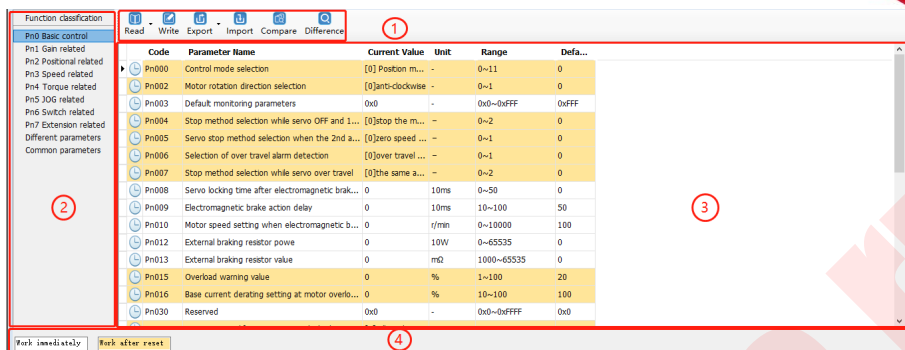 Function classification
Pn0 Basic control
Pn1 Gain related
Pn2 Positional related
Pn3 Speed related
Pn4 Torque related
Pn5 JOG related
Pn6 Switch related
Pn7 Extension related
Different parameters
Common parameters
2
Read Write Export Import Compare Difference
1
Code Parameter Name Current Value Unit Range Defa...
Pn000 Control mode selection [0] Position m... - 0~11 0
Pn002 Motor rotation direction selection [0]anti-clockwise - 0~1 0
Pn003 Default monitoring parameters 0x0 - 0x0~0xFFF 0xFFF
Pn004 Stop method selection while servo OFF and 1... [0]stop the m... - 0~2 0
Pn005 Servo stop method selection when the 2nd a... [0]zero speed ... - 0~1 0
Pn006 Selection of over travel alarm detection [0]over travel ... - 0~1 0
Pn007 Stop method selection while servo over travel [0]the same a... - 0~2 0
Pn008 Servo locking time after electromagnetic brak... 0 10ms 0~50 0
Pn009 Electromagnetic brake action delay 0 10ms 10~100 50
Pn010 Motor speed setting when electromagnetic b... 0 r/min 0~10000 100
Pn012 External braking resistor powe 0 10W 0~65535 0
Pn013 External braking resistor value 0 mΩ 1000~65535 0
Pn015 Overload warning value 0 % 1~100 20
Pn016 Base current derating setting at motor overlo... 0 % 10~100 100
Pn030 Reserved 0x0 - 0x0~0xFFFF 0x0
3
Work immediately Work after reset
4